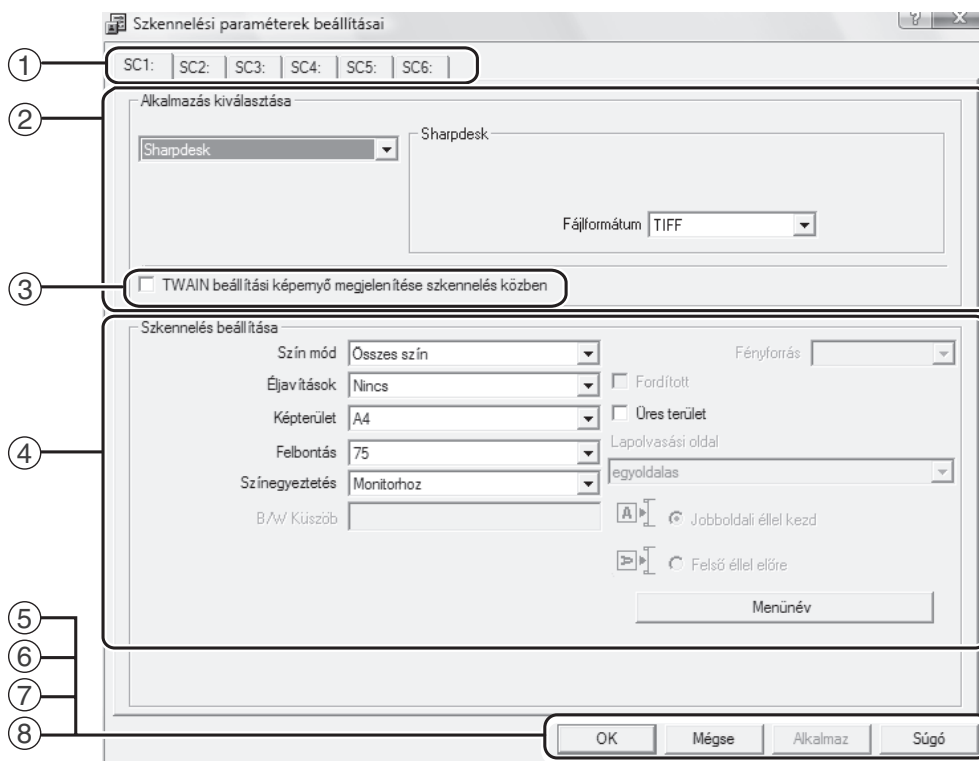 Szkennelési paraméterek beállításai
? X
1
SC1: SC2: SC3: SC4: SC5: SC6:
2
Alkalmazás kiválasztása
Sharpdesk
Sharpdesk
Fájlformátum TIFF
3
TWAIN beállítási képernyő megjelenítése szkennelés közben
4
Szkennelés beállítása
Szín mód Összes szín
Fényforrás
Éljavítások Nincs
Fordított
Képterület A4
Üres terület
Felbontás 75
Lapolvasási oldal
egyoldalas
Színegyeztetés Monitorhoz
B/W Küszöb
A
Jobboldali éllel kezd
A
Felső éllel előre
Menünév
5
6
7
8
OK Mégse Alkalmaz Súgó